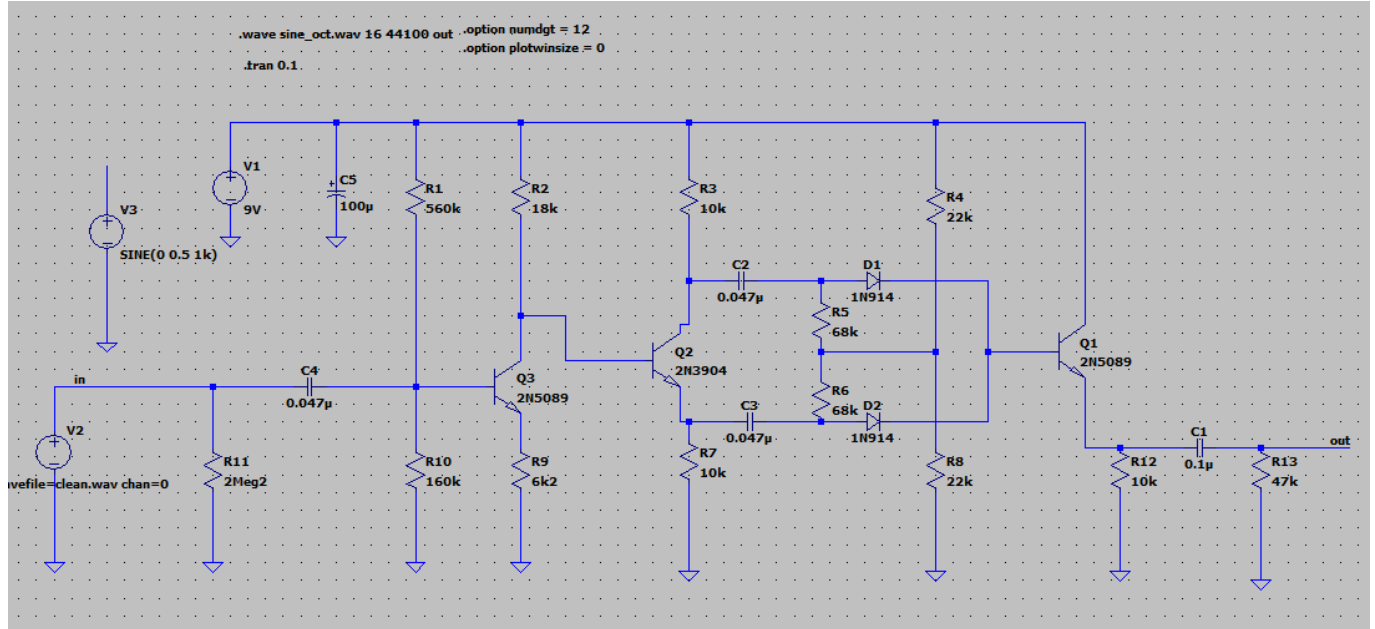 .wave sine_oct.wav 16 44100 out
.option numdgt = 12
.option plotwinsize = 0
.tran 0.1
V1
9V
C5
100µ
R1
560k
R2
18k
R3
10k
R4
22k
V3
SINE(0 0.5 1k)
C2
0.047µ
D1
1N914
R5
68k
Q2
2N3904
Q1
2N5089
in
C4
0.047µ
Q3
2N5089
R6
68k
C3
0.047µ
D2
1N914
V2
vefile=clean.wav chan=0
R11
2Meg2
R10
160k
R9
6k2
R7
10k
R8
22k
C1
0.1µ
out
R12
10k
R13
47k